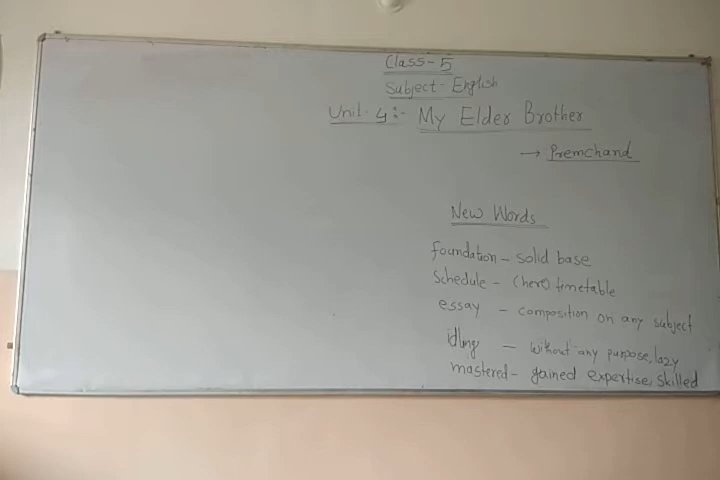 Class - 5
Subject - English
Unit - 4 :- My Elder Brother
→ Premchand
New Words
foundation - solid base
Schedule - (here) timetable
essay - composition on any subject
idling - without any purpose, lazy
mastered - gained expertise, skilled